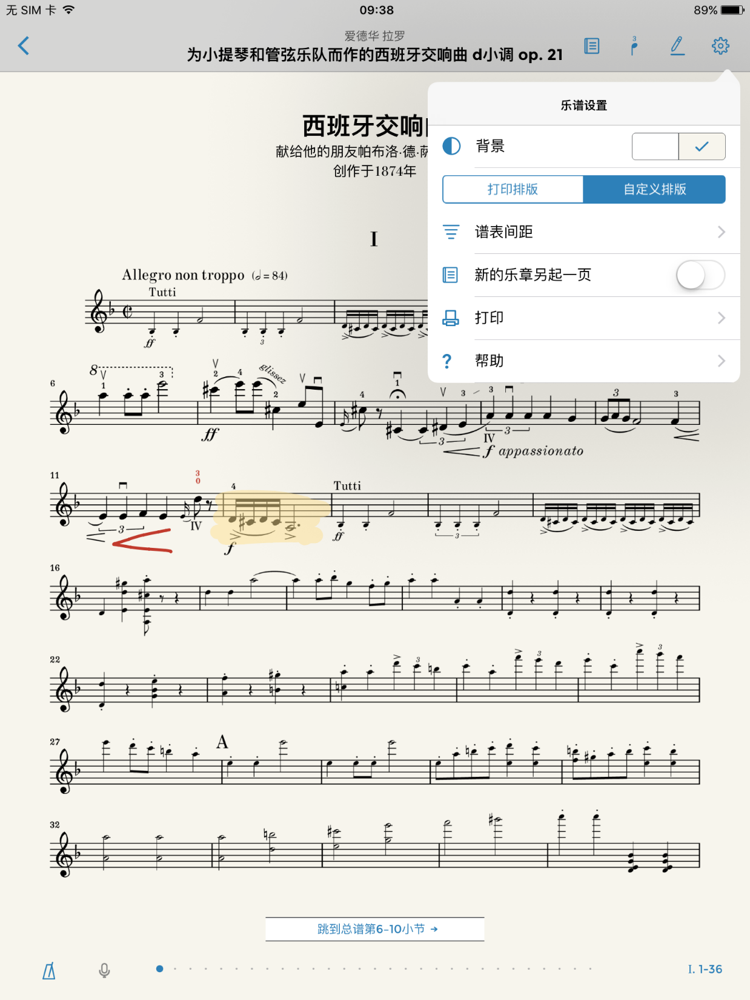 无 SIM 卡
09:38
89%
爱德华 拉罗
为小提琴和管弦乐队而作的西班牙交响曲 d小调 op. 21
3
乐谱设置
背景
打印排版
自定义排版
谱表间距
新的乐章另起一页
打印
帮助
西班牙交响
献给他的朋友帕布洛·德·
创作于1874年
I
Allegro non troppo (𝅗𝅥 = 84)
Tutti
ff
3
8
1
3
2
4
glissez
2
4
1
3
3
3
3
6
ff
3
IV
3
f appassionato
11
3
0
4
Tutti
3
IV
f
ff
3
16
22
3
3
3
27
A
32
跳到总谱第6-10小节 →
I. 1-36